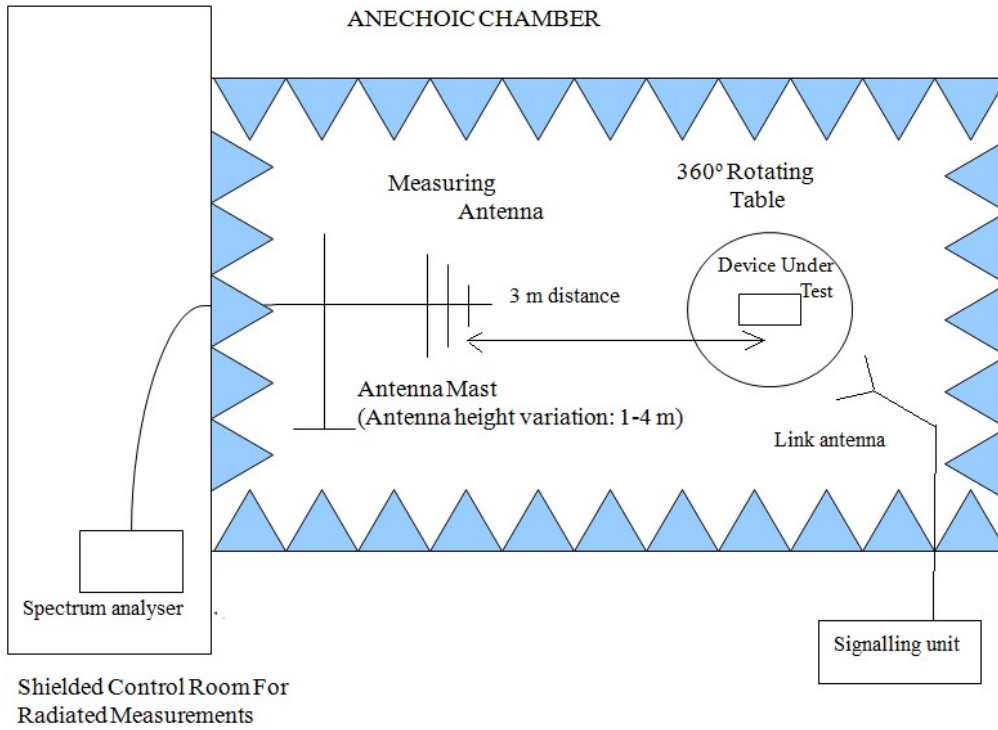 ANECHOIC CHAMBER
Measuring
Antenna
360º Rotating
Table
Device Under
Test
3 m distance
Antenna Mast
(Antenna height variation: 1-4 m)
Link antenna
Spectrum analyser
Signalling unit
Shielded Control Room For
Radiated Measurements